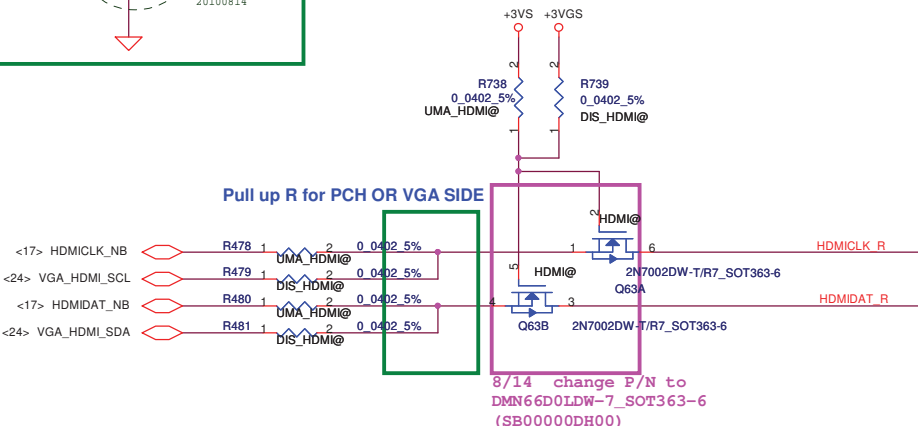 20100814
+3VS +3VGS
2 2
R738 R739
0_0402_5% 0_0402_5%
UMA_HDMI@ DIS_HDMI@
1 1
Pull up R for PCH OR VGA SIDE
2 HDMI@
<17> HDMICLK_NB R478 1 2 0_0402_5% 1 6 HDMICLK_R
UMA_HDMI@
<24> VGA_HDMI_SCL R479 1 2 0_0402_5% 5 HDMI@ 2N7002DW-T/R7_SOT363-6
DIS_HDMI@ Q63A
<17> HDMIDAT_NB R480 1 2 0_0402_5% 4 3 HDMIDAT_R
UMA_HDMI@
<24> VGA_HDMI_SDA R481 1 2 0_0402_5% Q63B 2N7002DW-T/R7_SOT363-6
DIS_HDMI@
8/14 change P/N to
DMN66D0LDW-7_SOT363-6
(SB00000DH00)